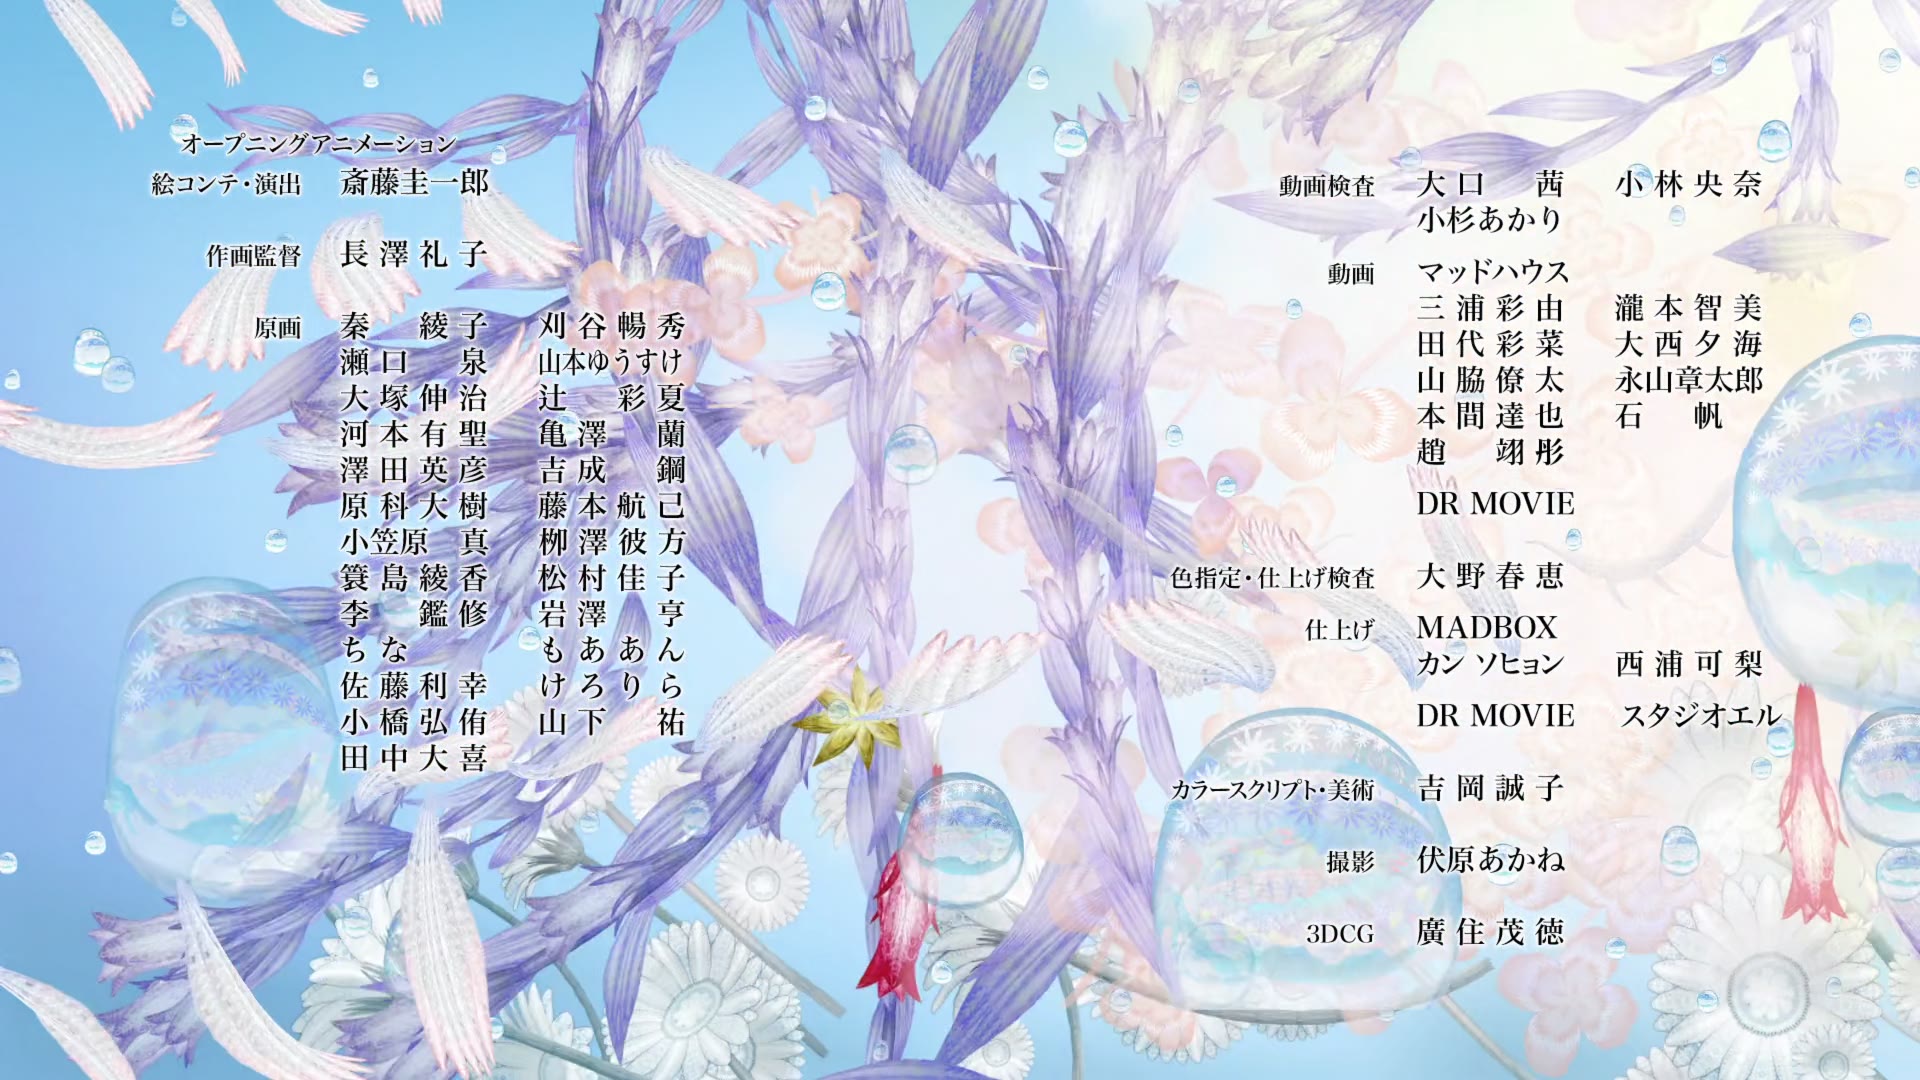 オープニングアニメーション
絵コンテ・演出 斎藤圭一郎
作画監督 長澤礼子
原画 秦綾子 刈谷暢秀
瀬口泉 山本ゆうすけ
大塚伸治 辻彩夏
河本有聖 亀澤蘭
澤田英彦 吉成鋼
原科大樹 藤本航己
小笠原真 栁澤彼方
簑島綾香 松村佳子
李鑑修 岩澤亨
ちな もああん
佐藤利幸 けろりら
小橋弘侑 山下祐
田中大喜
動画検査 大口茜 小林央奈
小杉あかり
動画 マッドハウス
三浦彩由 瀧本智美
田代彩菜 大西夕海
山脇僚太 永山章太郎
本間達也 石帆
趙翊彤
DR MOVIE
色指定・仕上げ検査 大野春恵
仕上げ MADBOX
カン ソヒョン 西浦可梨
DR MOVIE スタジオエル
カラースクリプト・美術 吉岡誠子
撮影 伏原あかね
3DCG 廣住茂徳